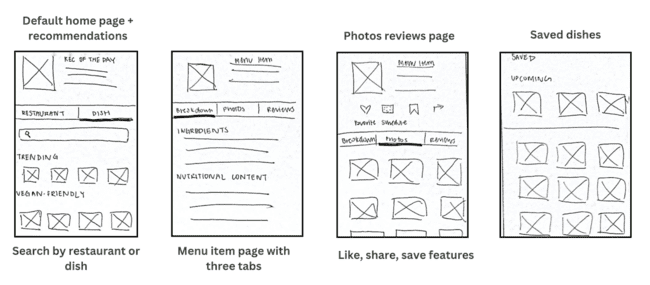 Default home page +
recommendations
REC OF THE DAY
RESTAURANT
DISH
TRENDING
VEGAN-FRIENDLY
Search by restaurant or
dish
MENU ITEM
Breakdown
PHOTOS
REVIEWS
INGREDIENTS
NUTRITIONAL CONTENT
Menu item page with
three tabs
Photos reviews page
MENU ITEM
Favorite
Schedule
Breakdown
Photos
REVIEWS
Like, share, save features
Saved dishes
SAVED
UPCOMING